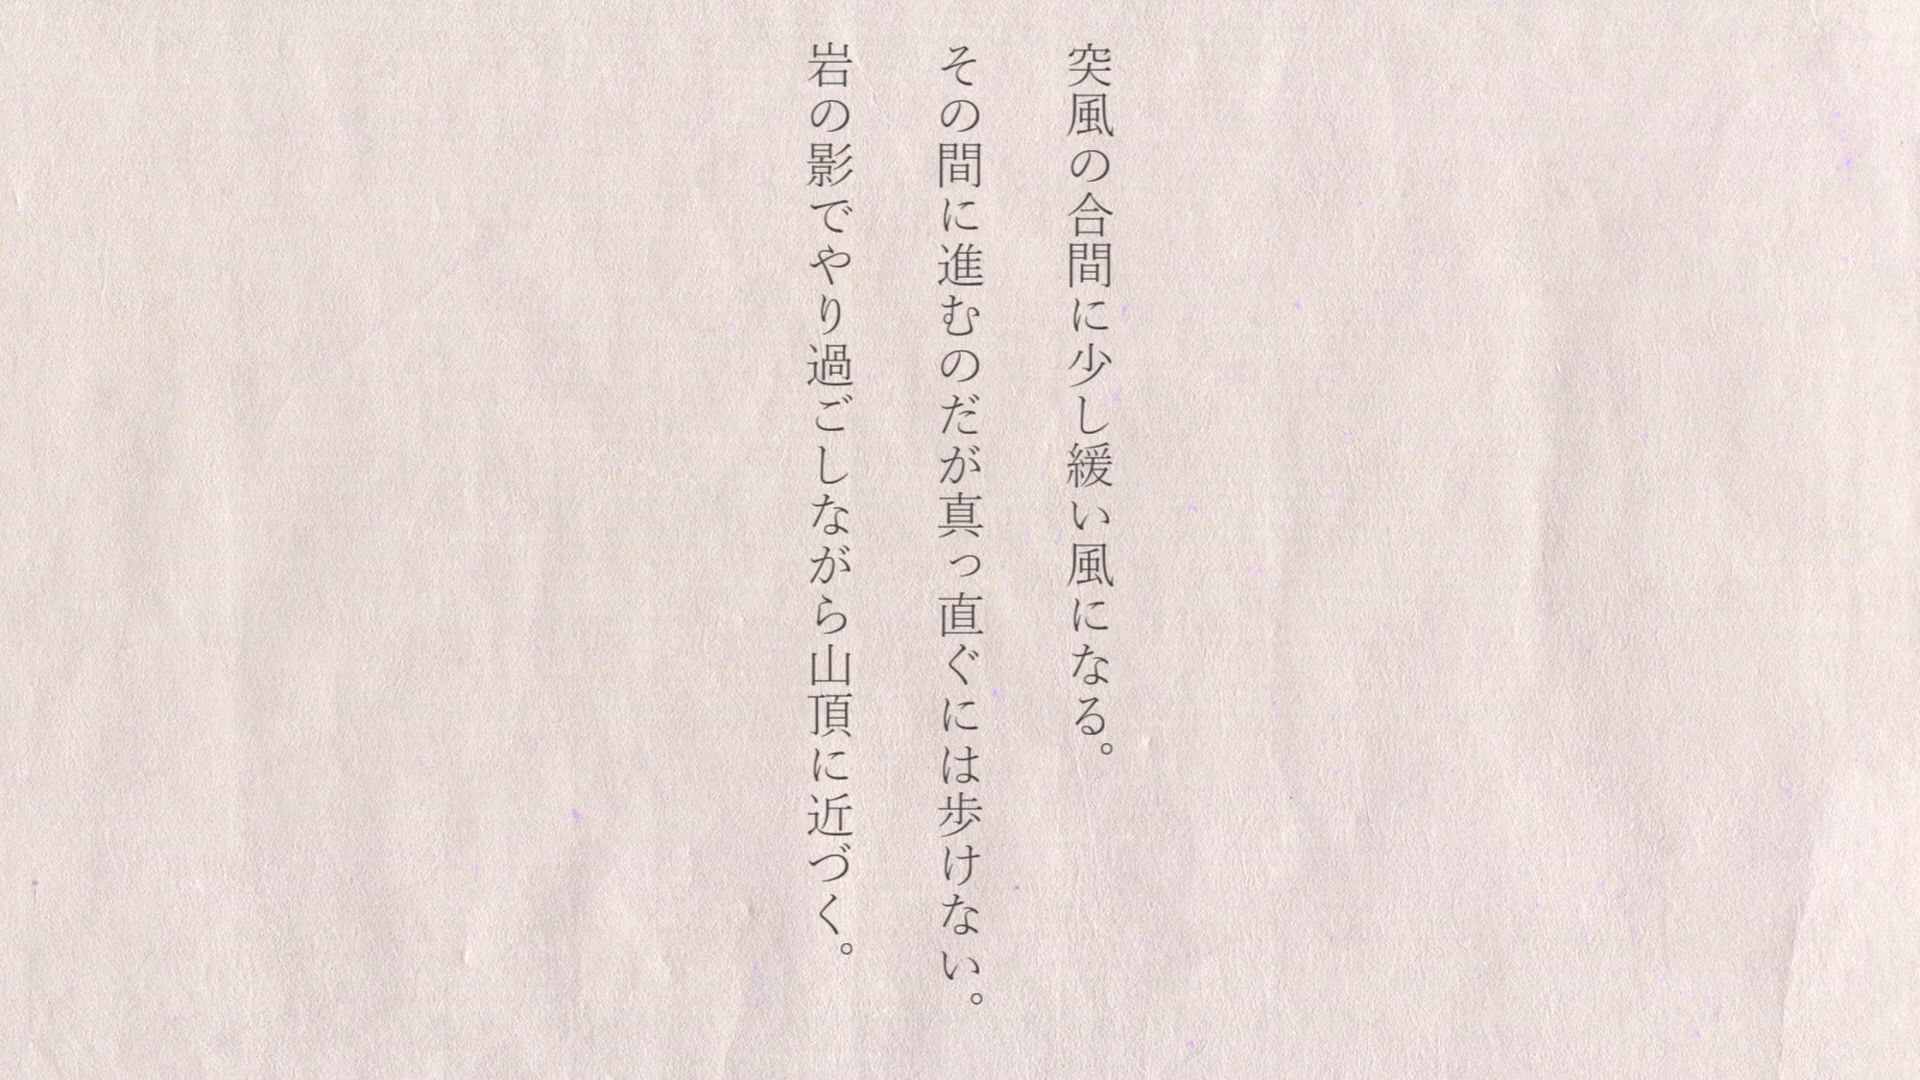 突風の合間に少し緩い風になる。
その間に進むのだが真っ直ぐには歩けない。
岩の影でやり過ごしながら山頂に近づく。